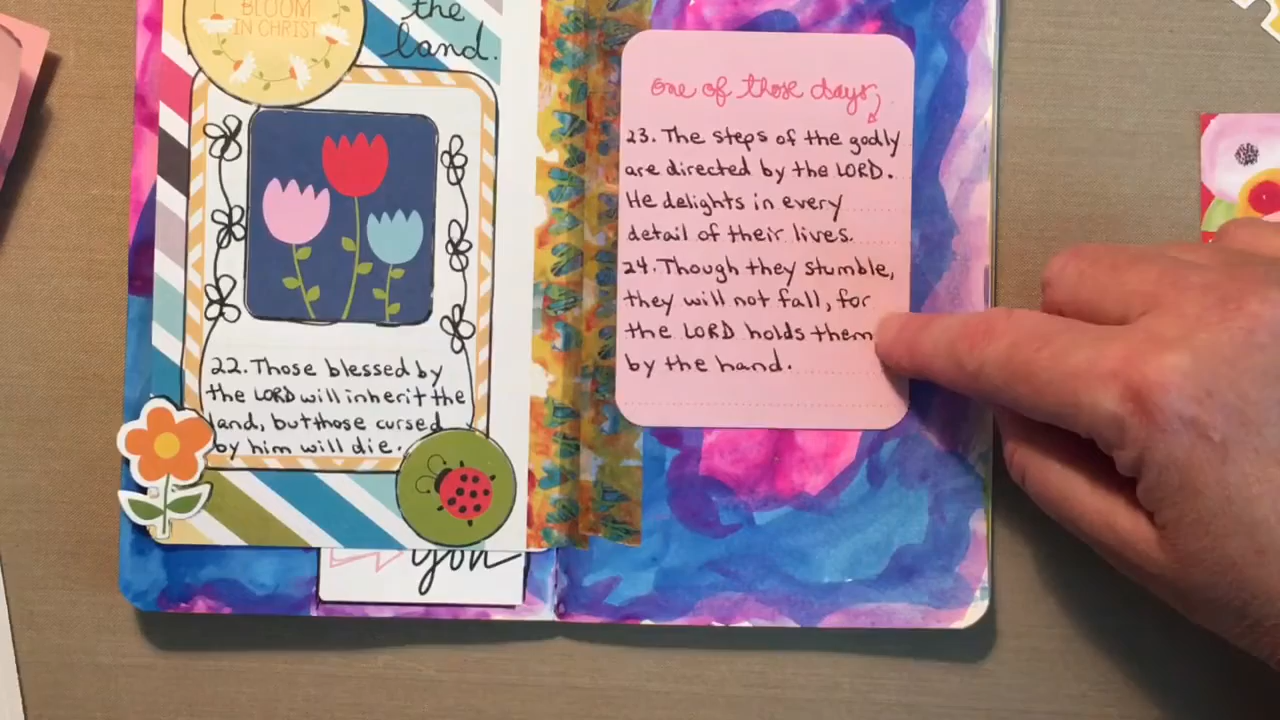 BLOOM
IN CHRIST
the
land.
22. Those blessed by
the LORD will inherit the
land, but those cursed
by him will die.
you
one of those days
23. The steps of the godly
are directed by the LORD.
He delights in every
detail of their lives.
24. Though they stumble,
they will not fall, for
the LORD holds them
by the hand.